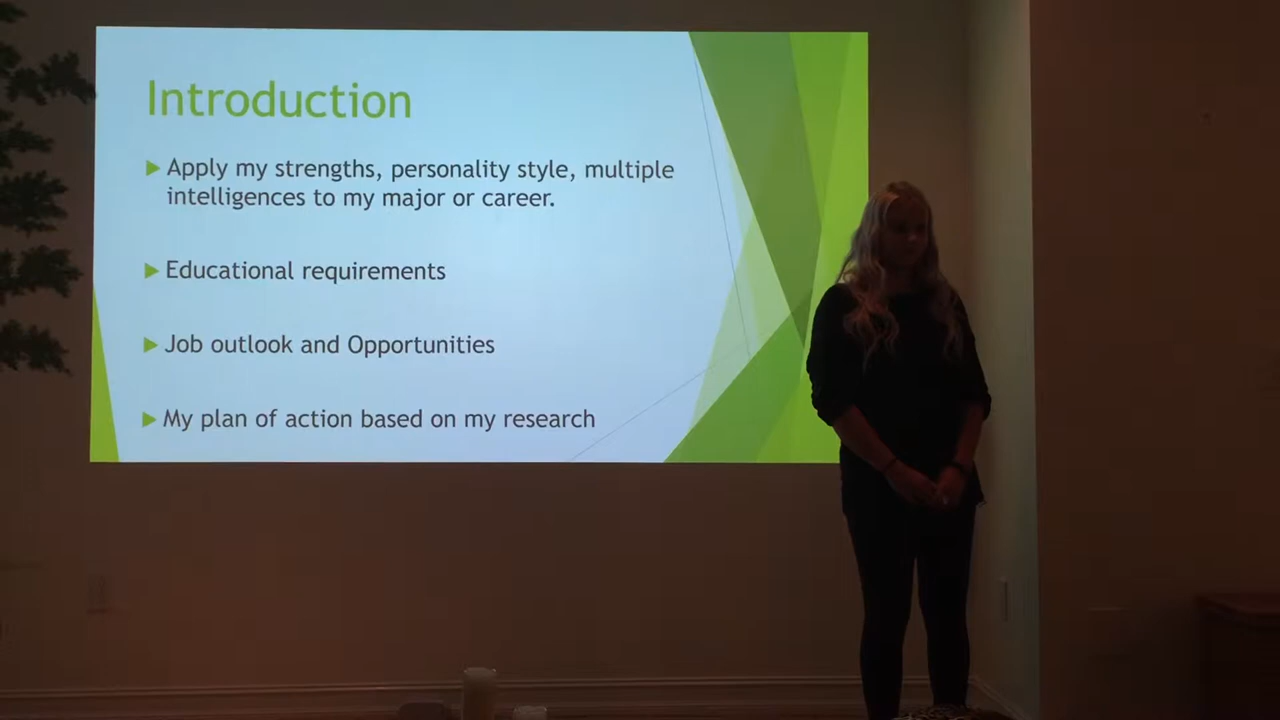 Introduction
Apply my strengths, personality style, multiple
intelligences to my major or career.
Educational requirements
Job outlook and Opportunities
My plan of action based on my research